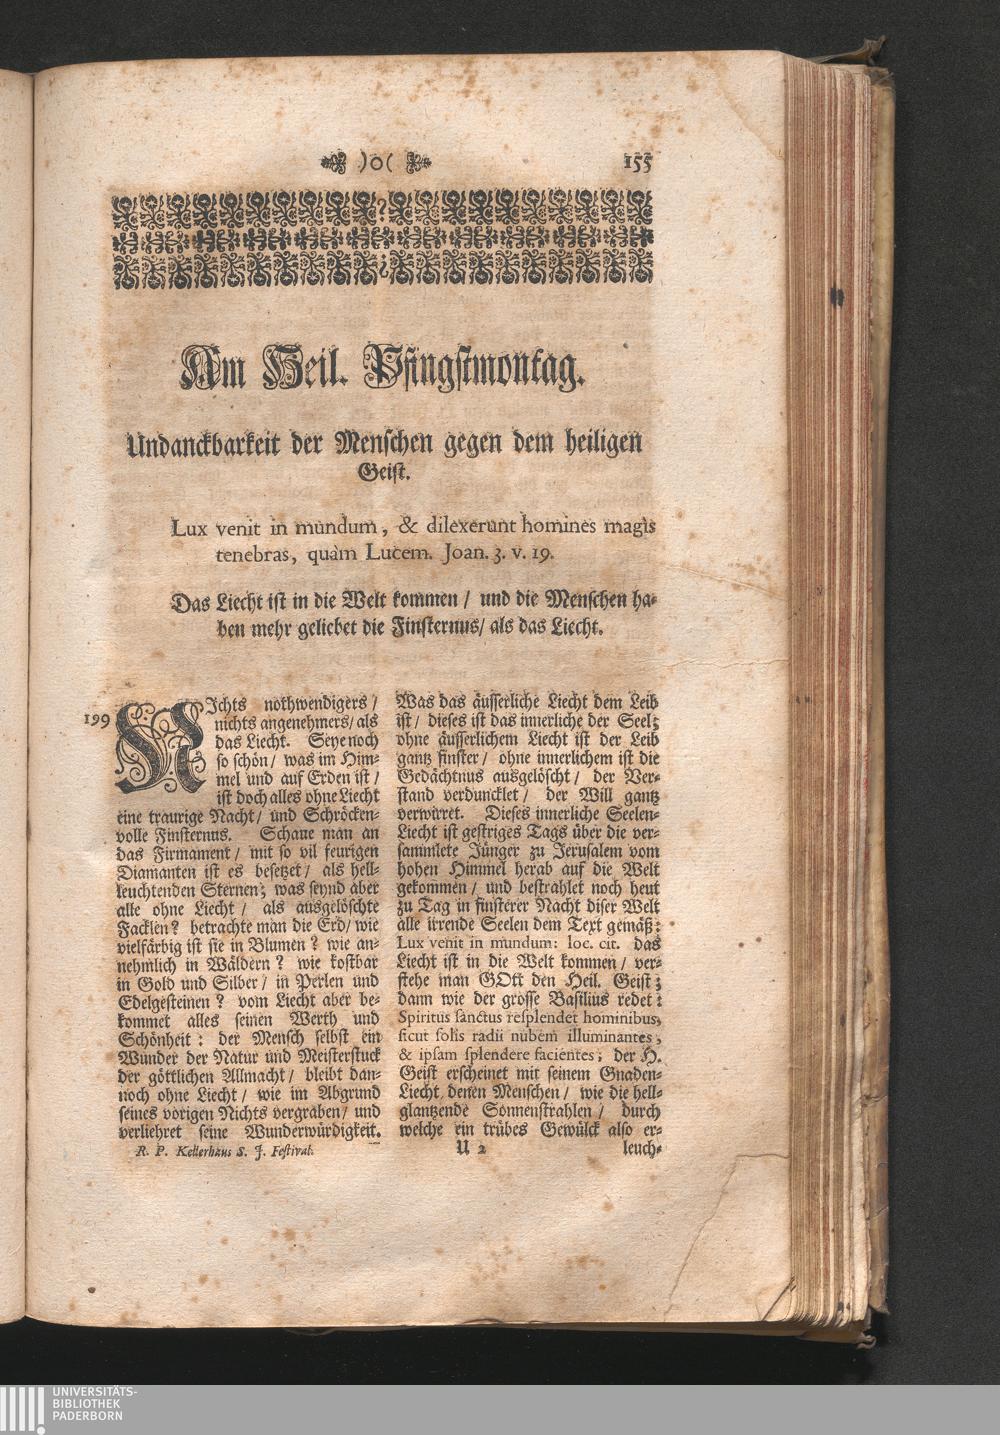 )o( 155
Am Heil. Pfingstmontag.
Undanckbarkeit der Menschen gegen dem heiligen
Geist.
Lux venit in mundum, & dilexerunt homines magis
tenebras, quàm Lucem. Joan. 3. v. 19.
Das Liecht ist in die Welt kommen / und die Menschen ha-
ben mehr geliebet die Finsternus / als das Liecht.
199 NIchts nothwendigers /
nichts angenehmers / als
das Liecht. Seye noch
so schön / was im Him-
mel und auf Erden ist /
ist doch alles ohne Liecht
eine traurige Nacht / und Schröcken-
volle Finsternus. Schaue man an
das Firmament / mit so vil feurigen
Diamanten ist es besetzet / als hell-
leuchtenden Sternen; was seynd aber
alle ohne Liecht / als ausgelöschte
Facklen? betrachte man die Erd / wie
vielfärbig ist sie in Blumen? wie an-
nehmlich in Wäldern? wie kostbar
in Gold und Silber / in Perlen und
Edelgesteinen? vom Liecht aber be-
kommet alles seinen Werth und
Schönheit: der Mensch selbst ein
Wunder der Natur und Meisterstuck
der göttlichen Allmacht / bleibt dan-
noch ohne Liecht / wie im Abgrund
seines vorigen Nichts vergraben / und
verliehret seine Wunderwürdigkeit.
Was das äusserliche Liecht dem Leib
ist / dieses ist das innerliche der Seel;
ohne äusserlichem Liecht ist der Leib
gantz finster / ohne innerlichem ist die
Gedächtnus ausgelöscht / der Ver-
stand verduncklet / der Will gantz
verwirret. Dieses innerliche Seelen-
Liecht ist gestriges Tags über die ver-
sammlete Jünger zu Jerusalem vom
hohen Himmel herab auf die Welt
gekommen / und bestrahlet noch heut
zu Tag in finsterer Nacht diser Welt
alle irrende Seelen dem Text gemäß:
Lux venit in mundum: loc. cit. das
Liecht ist in die Welt kommen / ver-
stehe man GOtt den Heil. Geist;
dann wie der grosse Basilius redet:
Spiritus sanctus resplendet hominibus,
sicut solis radii nubem illuminantes,
& ipsam splendere facientes; der H.
Geist erscheinet mit seinem Gnaden-
Liecht denen Menschen / wie die hell-
glantzende Sonnenstrahlen / durch
welche ein trübes Gewülck also er-
R. P. Kellerhaus S. J. Festival. U 2 leuch-
UNIVERSITÄTS-
BIBLIOTHEK
PADERBORN